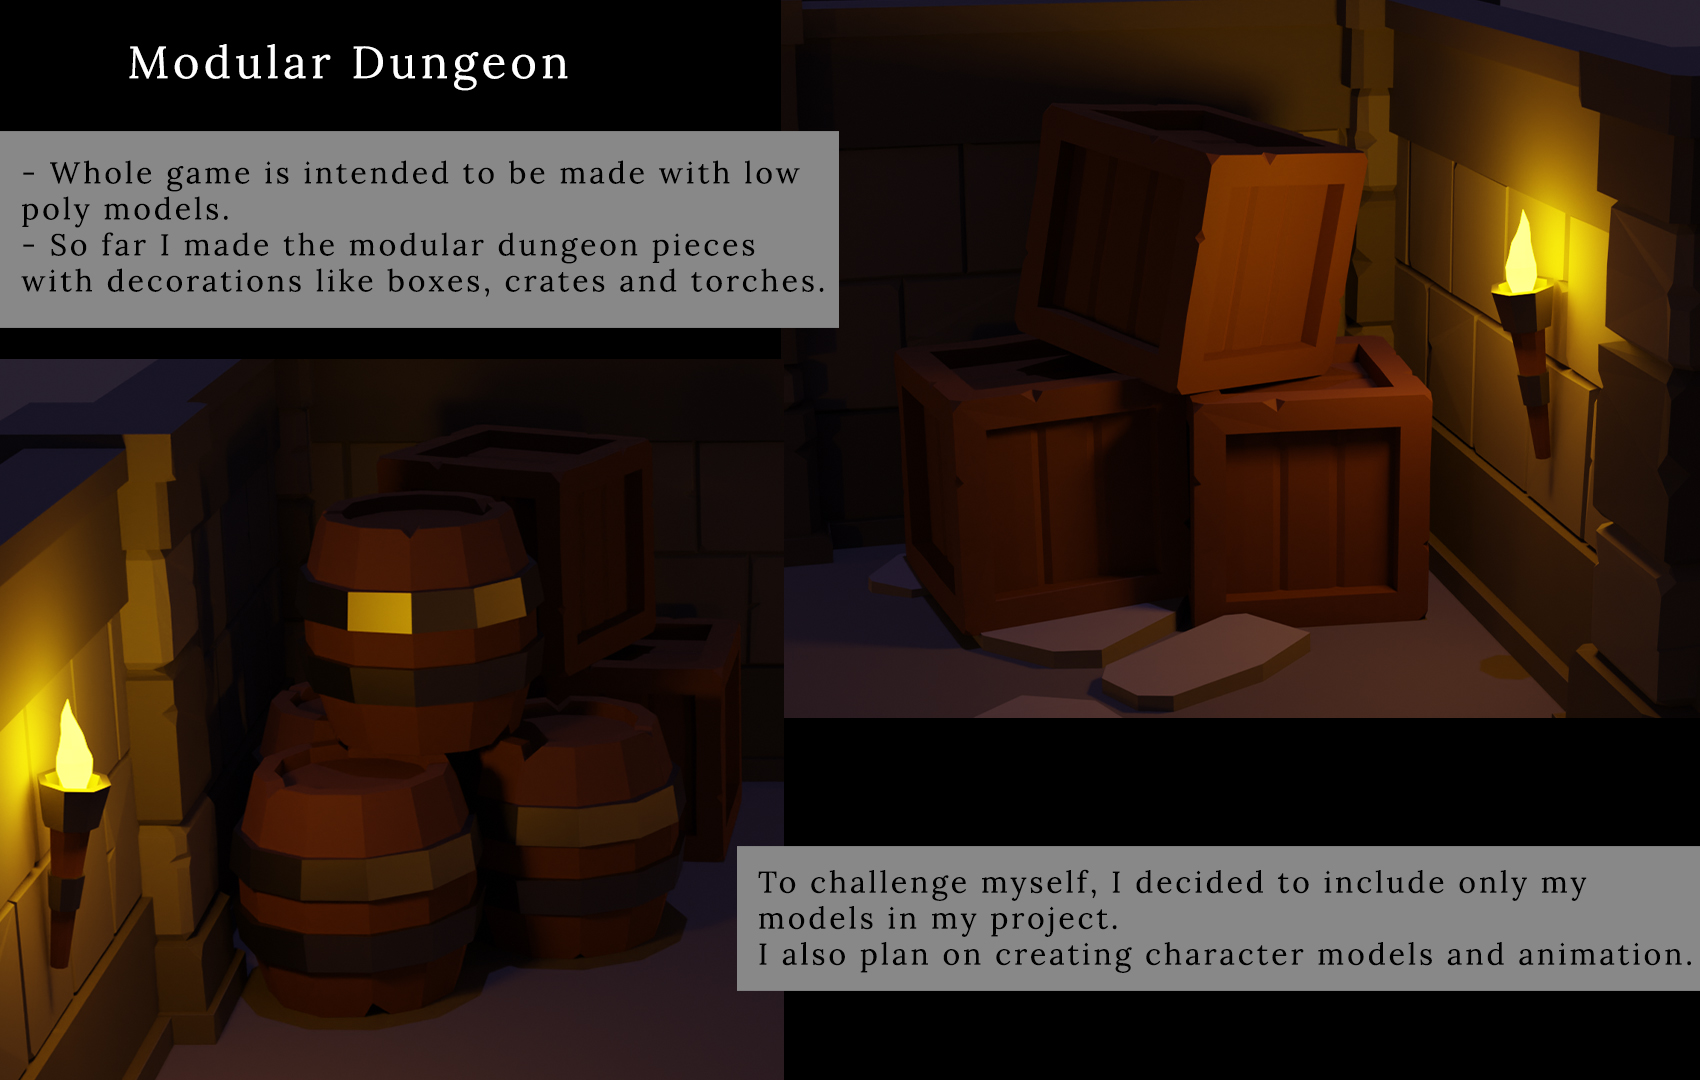 Modular Dungeon
- Whole game is intended to be made with low
poly models.
- So far I made the modular dungeon pieces
with decorations like boxes, crates and torches.
To challenge myself, I decided to include only my
models in my project.
I also plan on creating character models and animation.